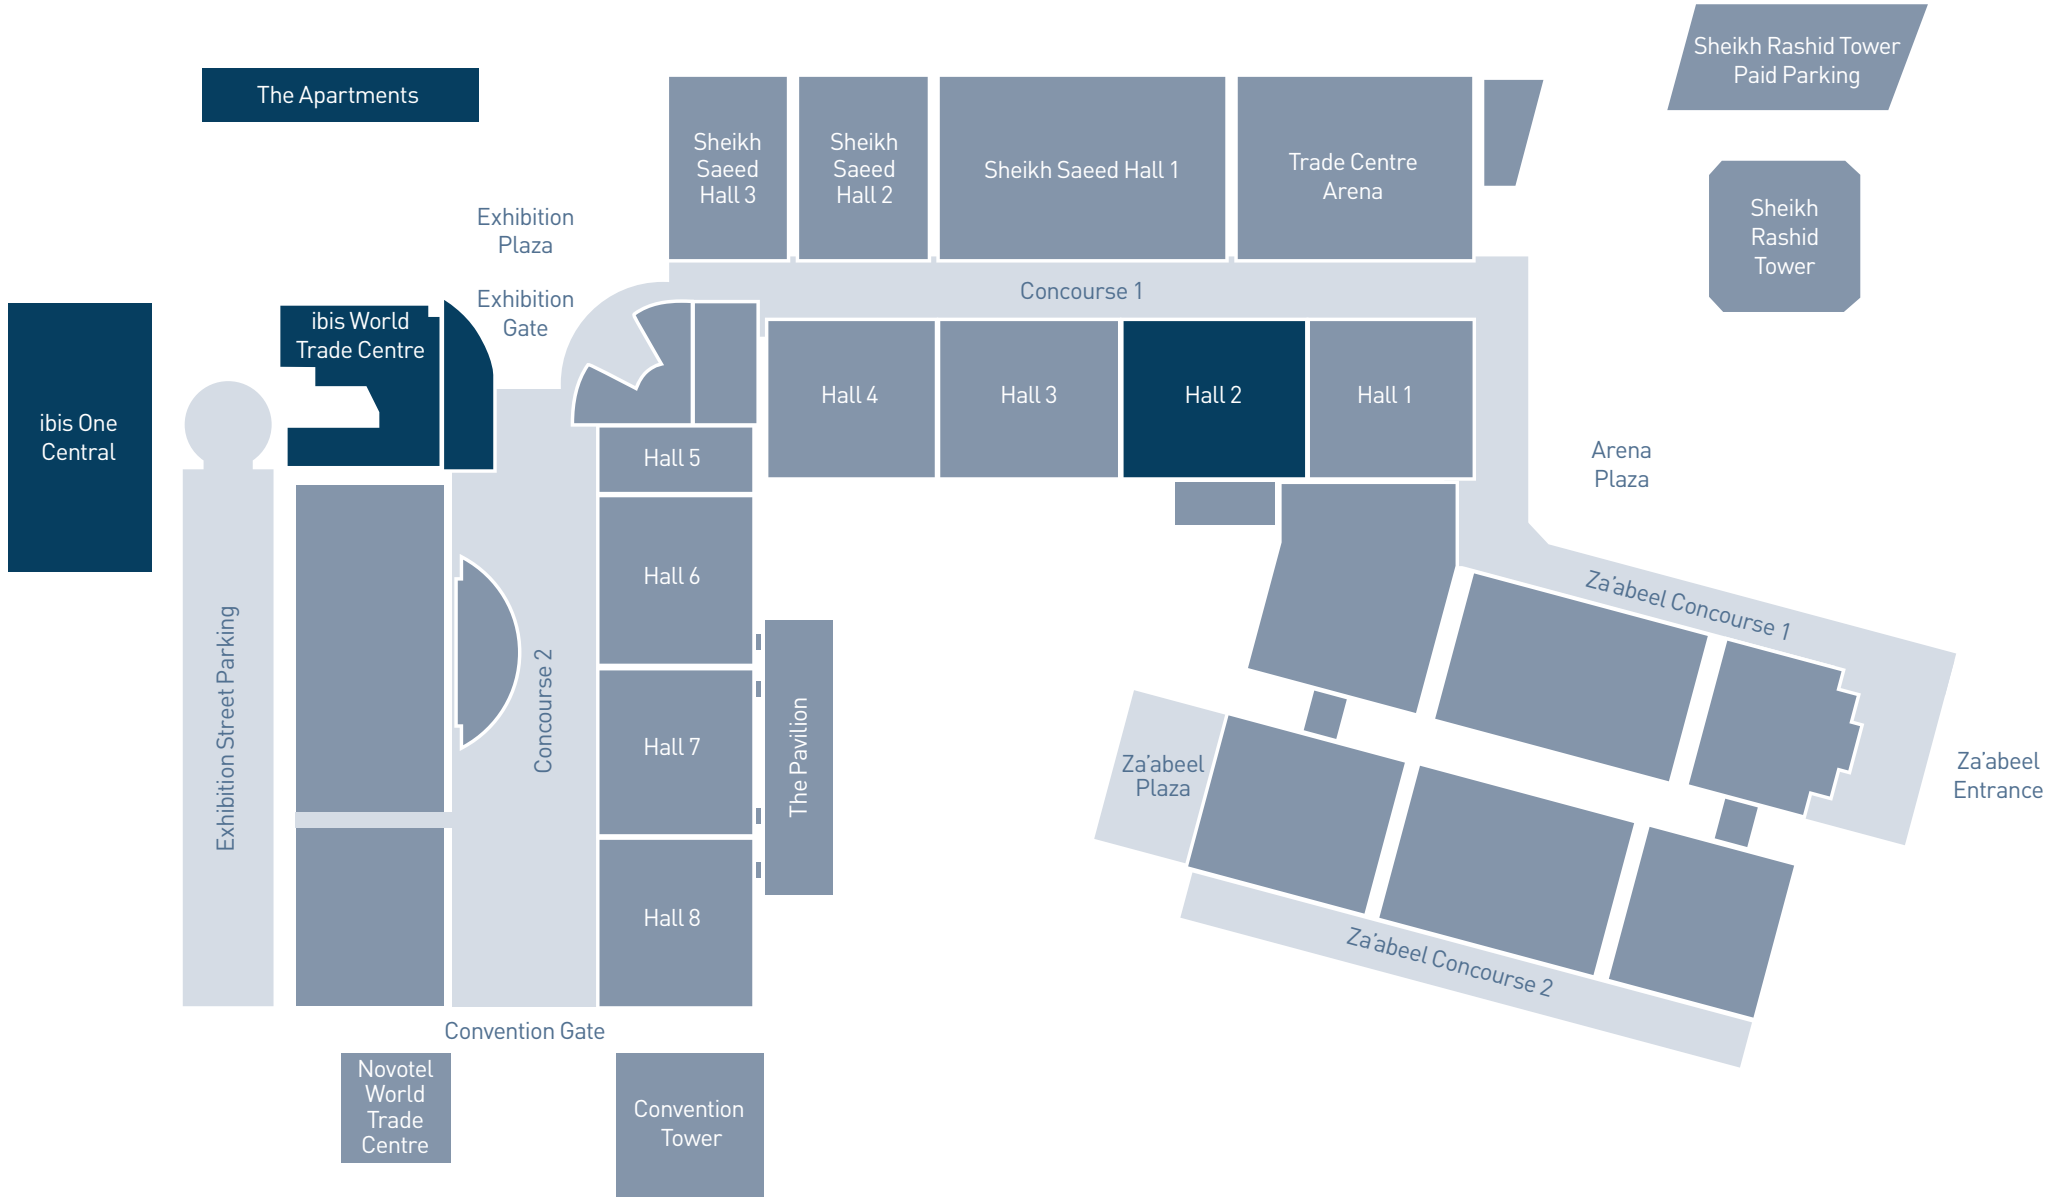 Sheikh Rashid Tower
Paid Parking
The Apartments
Sheikh
Saeed
Hall 3
Sheikh
Saeed
Hall 2
Sheikh Saeed Hall 1
Trade Centre
Arena
Sheikh
Rashid
Tower
Exhibition
Plaza
Exhibition
Gate
Concourse 1
ibis World
Trade Centre
ibis One
Central
Hall 4
Hall 3
Hall 2
Hall 1
Arena
Plaza
Hall 5
Hall 6
Hall 7
Hall 8
Exhibition Street Parking
Concourse 2
The Pavilion
Za'abeel Concourse 1
Za'abeel
Plaza
Za'abeel
Entrance
Za'abeel Concourse 2
Convention Gate
Novotel
World
Trade
Centre
Convention
Tower